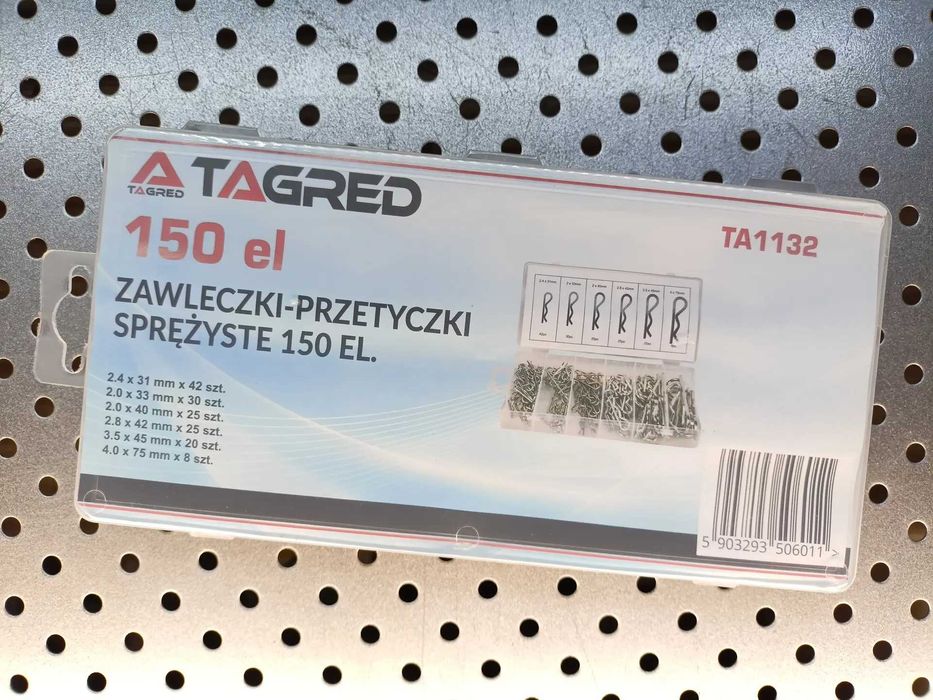 TAGRED
TAGRED
150 el
TA1132
ZAWLECZKI-PRZETYCZKI
SPRĘŻYSTE 150 EL.
2.4 x 31 mm x 42 szt.
2.0 x 33 mm x 30 szt.
2.0 x 40 mm x 25 szt.
2.8 x 42 mm x 25 szt.
3.5 x 45 mm x 20 szt.
4.0 x 75 mm x 8 szt.
5 903293 506011 >